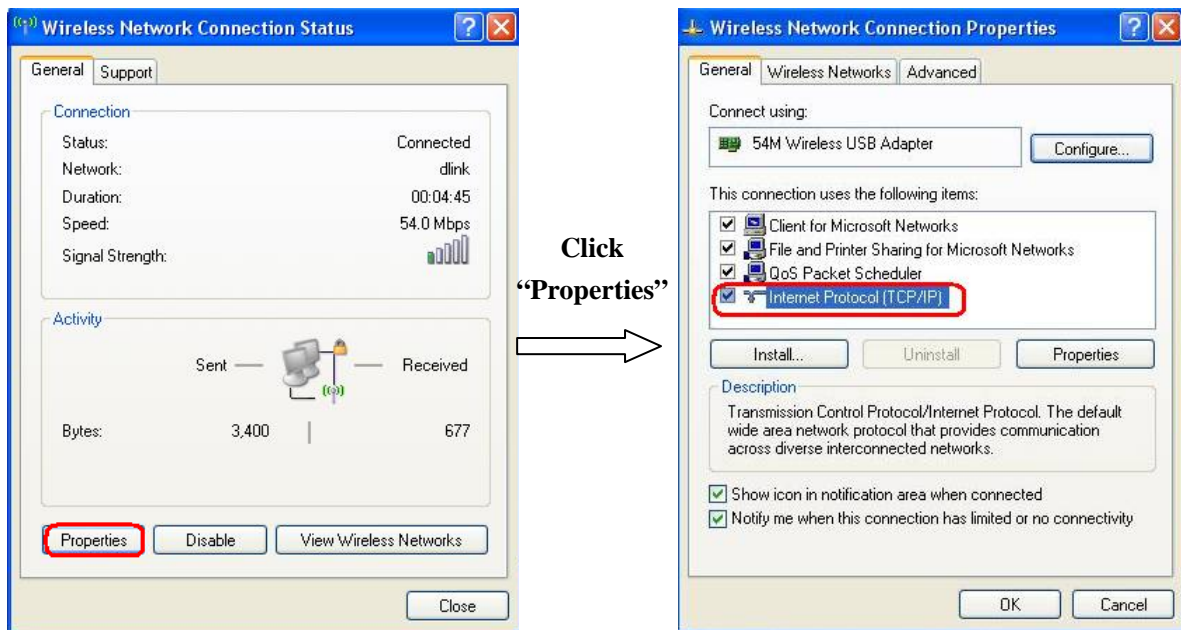 Wireless Network Connection Status
General Support
Connection
Status: Connected
Network: dlink
Duration: 00:04:45
Speed: 54.0 Mbps
Signal Strength:
Activity
Sent Received
Bytes: 3,400 677
Properties Disable View Wireless Networks
Close
Click
“Properties”
Wireless Network Connection Properties
General Wireless Networks Advanced
Connect using:
54M Wireless USB Adapter Configure...
This connection uses the following items:
Client for Microsoft Networks
File and Printer Sharing for Microsoft Networks
QoS Packet Scheduler
Internet Protocol (TCP/IP)
Install... Uninstall Properties
Description
Transmission Control Protocol/Internet Protocol. The default
wide area network protocol that provides communication
across diverse interconnected networks.
Show icon in notification area when connected
Notify me when this connection has limited or no connectivity
OK Cancel